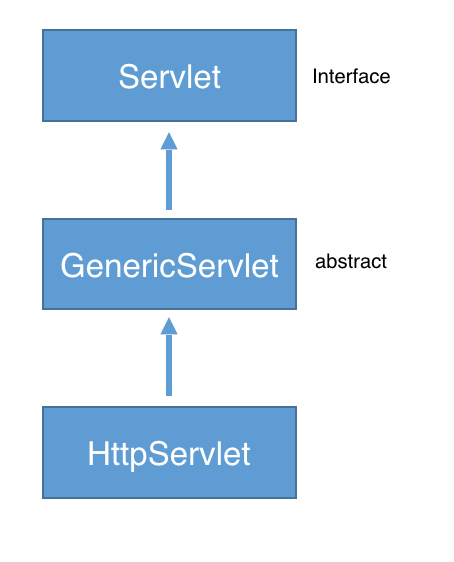 Servlet
Interface
GenericServlet
abstract
HttpServlet